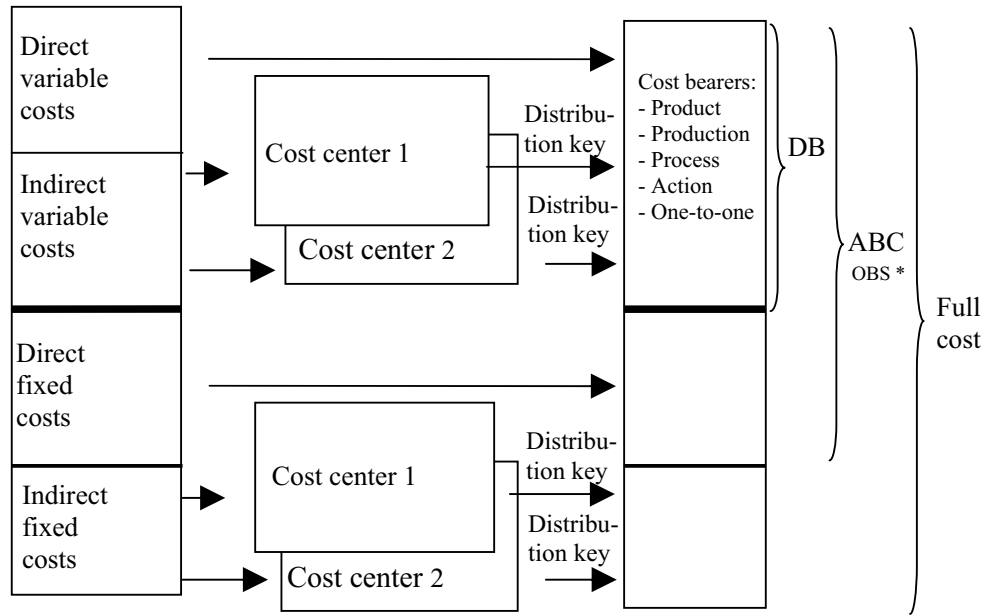 Direct
variable
costs
Indirect
variable
costs
Direct
fixed
costs
Indirect
fixed
costs
Cost center 1
Cost center 2
Distribu-
tion key
Distribu-
tion key
Cost center 1
Cost center 2
Distribu-
tion key
Distribu-
tion key
Cost bearers:
- Product
- Production
- Process
- Action
- One-to-one
DB
ABC
OBS *
Full
cost